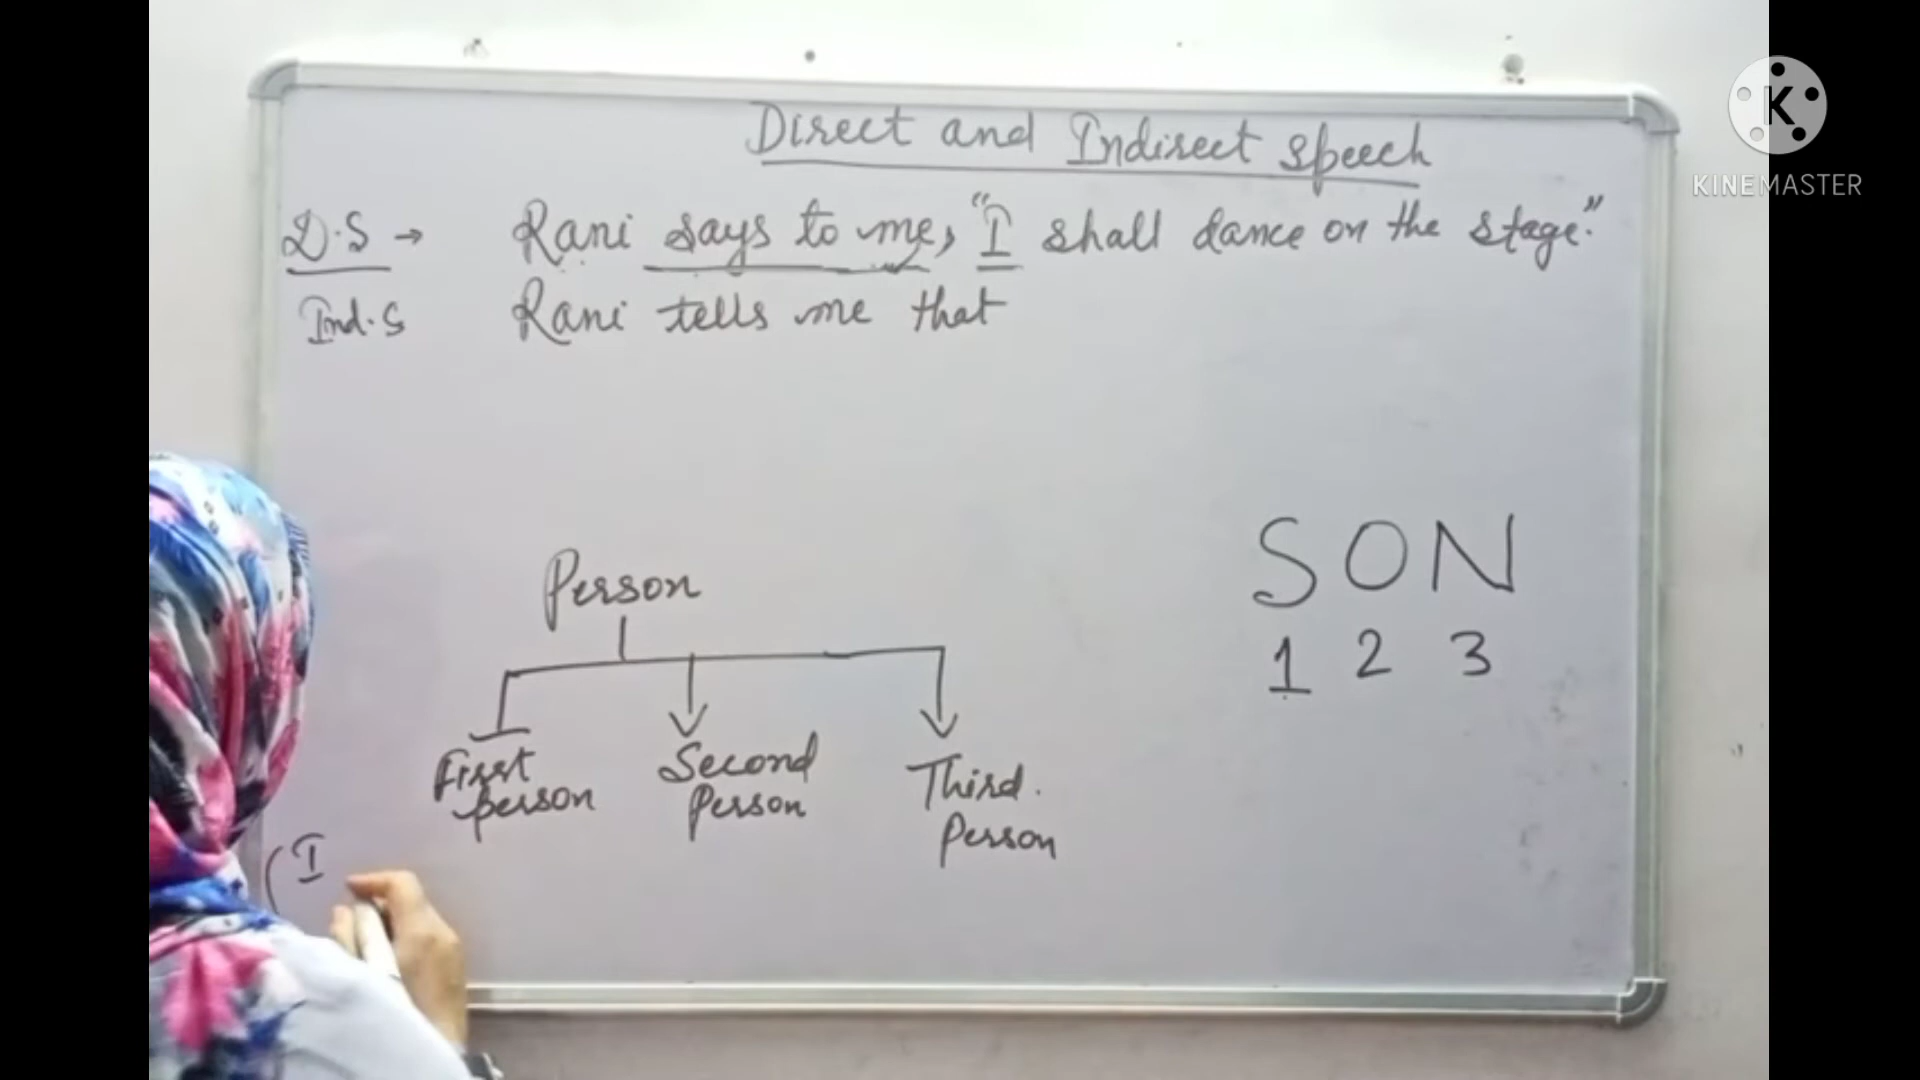 Direct and Indirect speech
D.S → Rani says to me, "I shall dance on the stage."
Ind.S Rani tells me that
Person
First person
Second Person
Third. Person
(I
SON
1 2 3
K
KINEMASTER